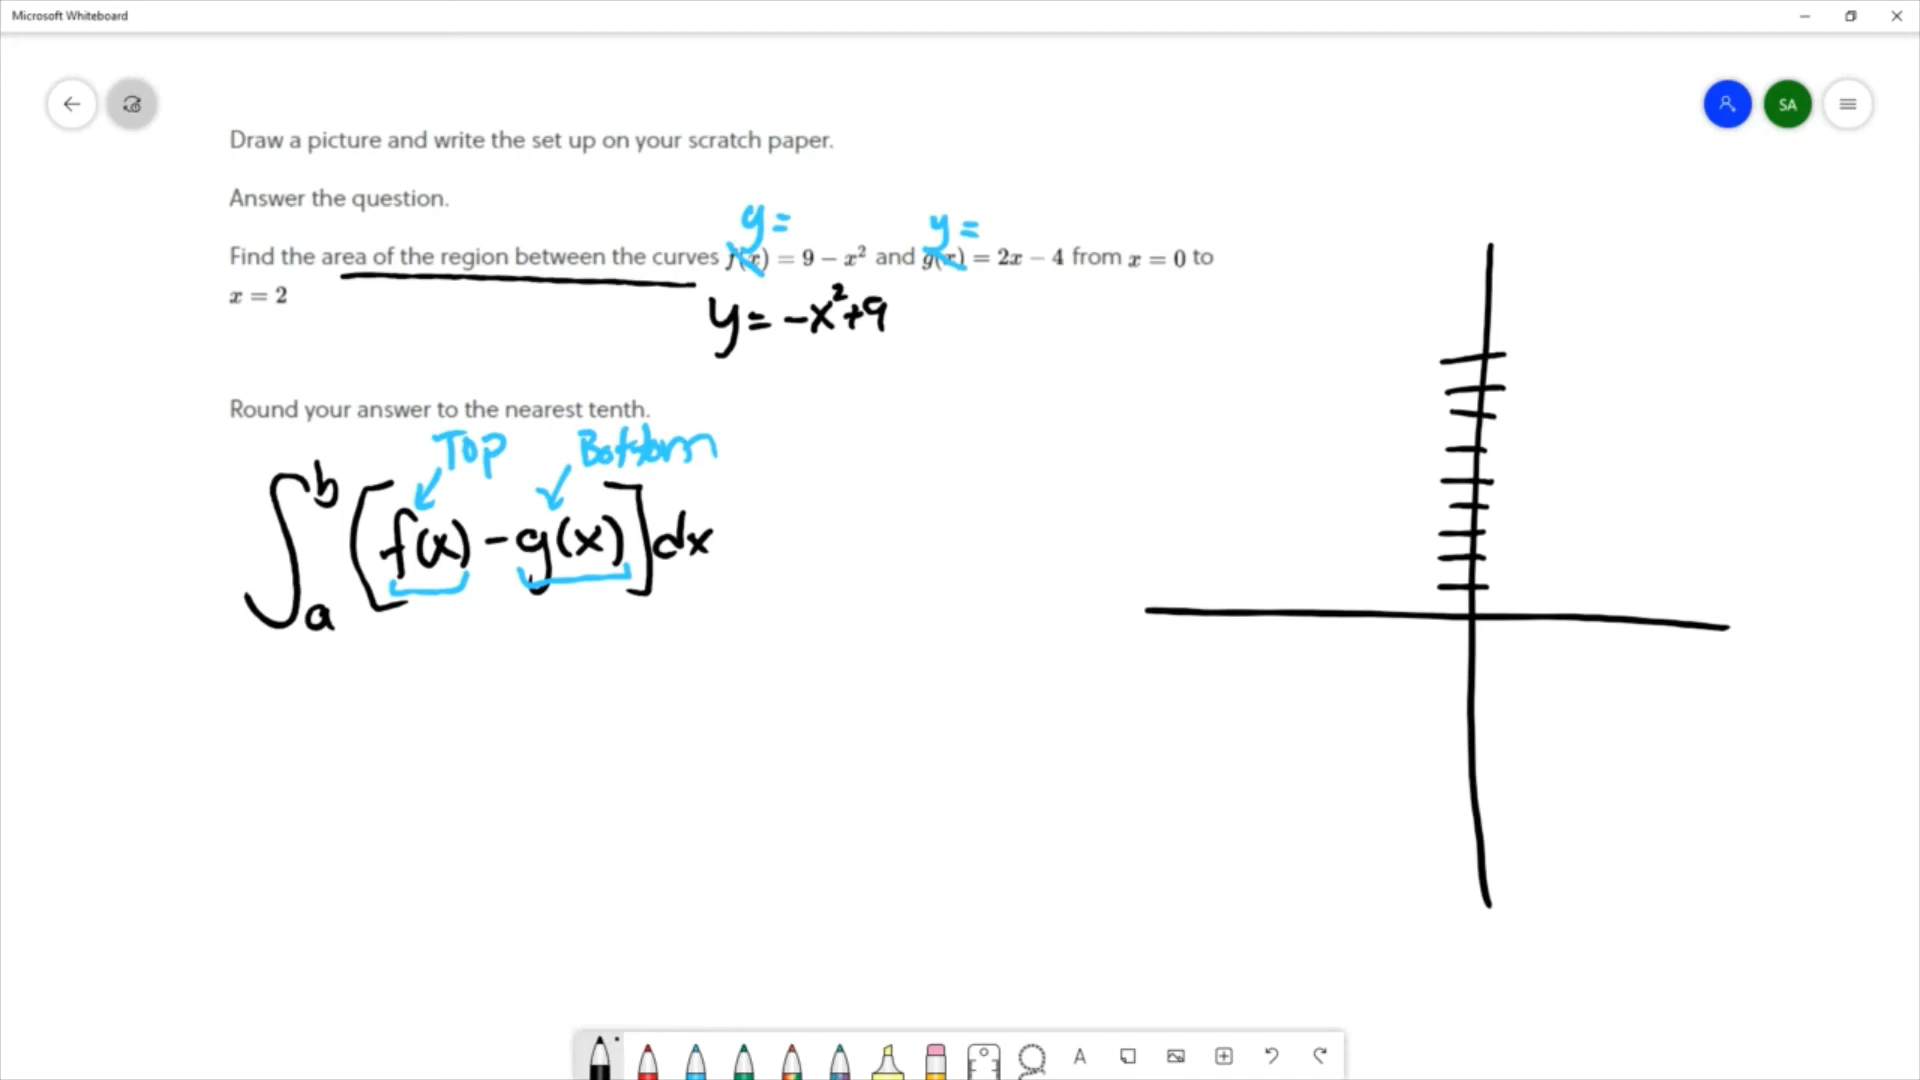 Microsoft Whiteboard
SA
Draw a picture and write the set up on your scratch paper.
Answer the question.
y = y =
Find the area of the region between the curves f(x) = 9 − x² and g(x) = 2x − 4 from x = 0 to
x = 2
y = -x²+9
Round your answer to the nearest tenth.
Top Bottom
∫ₐᵇ [f(x) - g(x)] dx
A